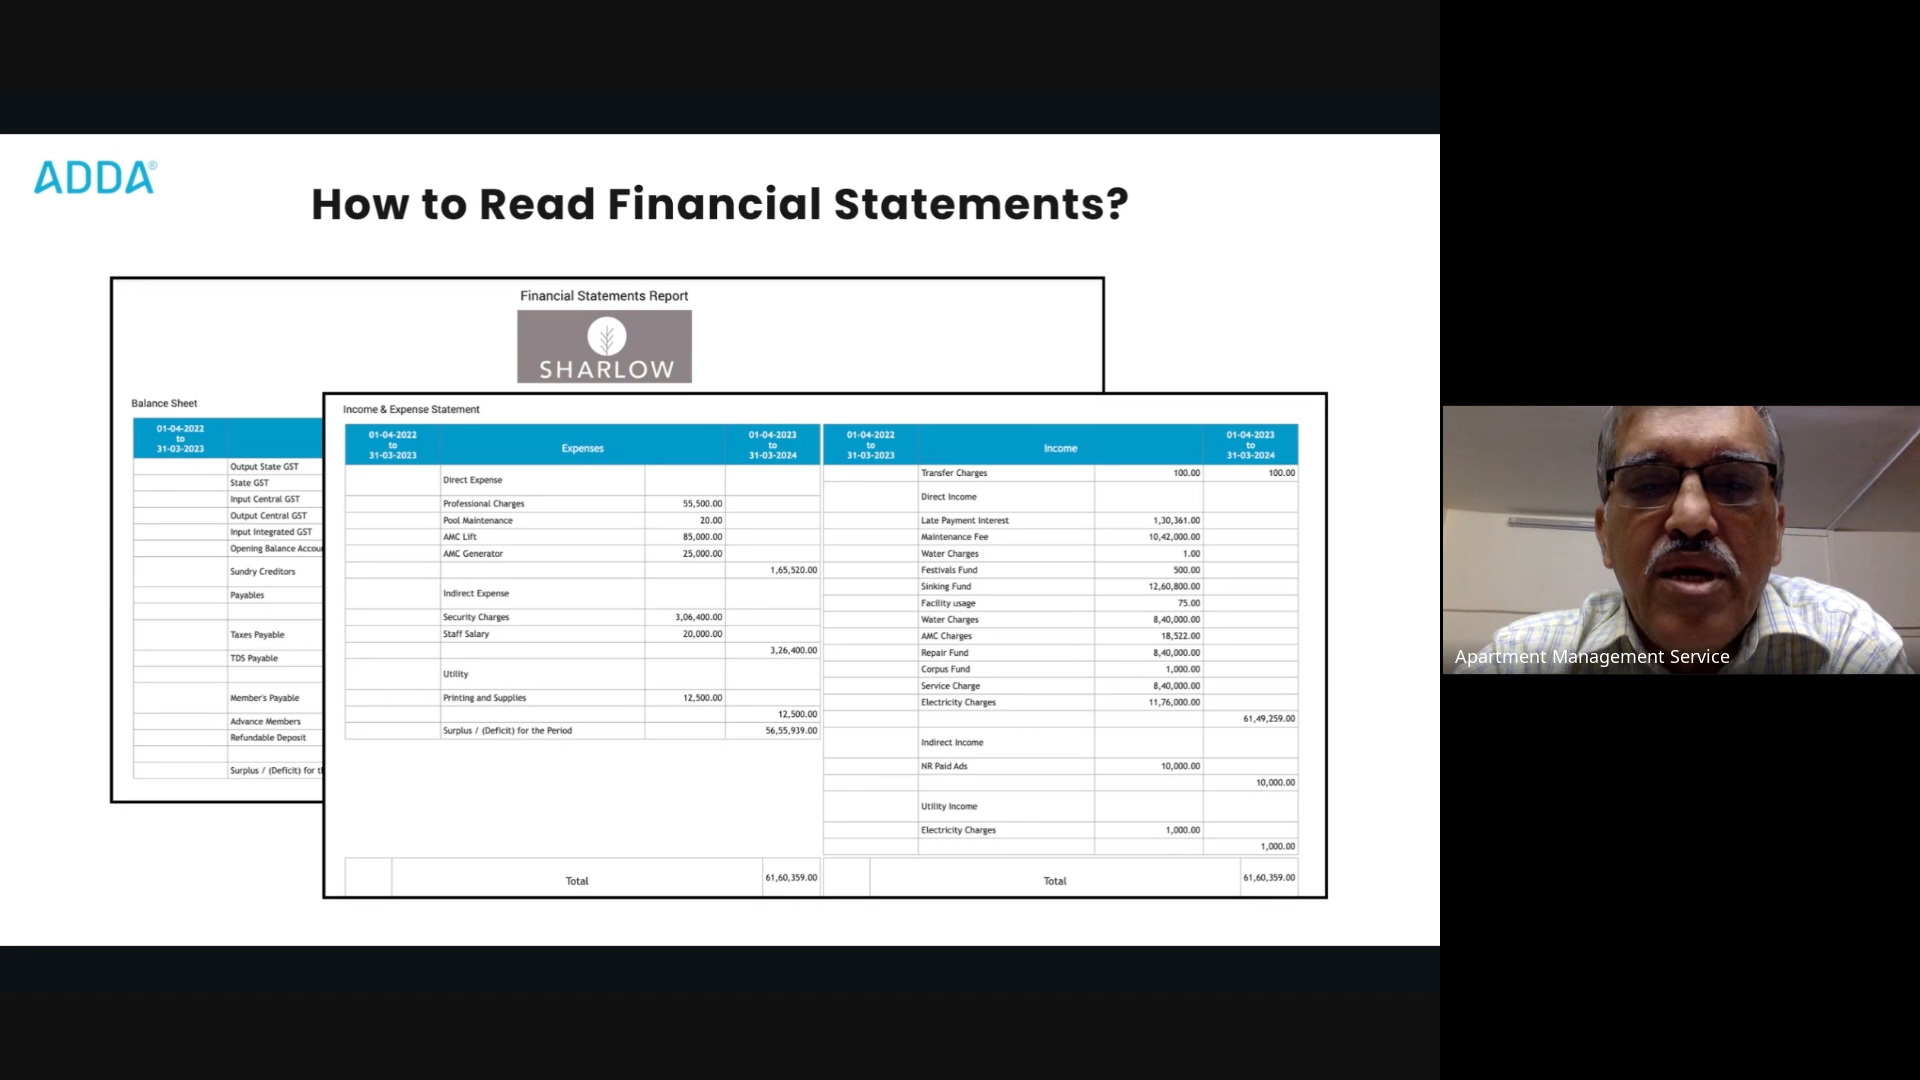 ADDA®
How to Read Financial Statements?
Financial Statements Report
SHARLOW
Balance Sheet
01-04-2022
to
31-03-2023
Output State GST
State GST
Input Central GST
Output Central GST
Input Integrated GST
Opening Balance Accou
Sundry Creditors
Payables
Taxes Payable
TDS Payable
Member's Payable
Advance Members
Refundable Deposit
Surplus / (Deficit) for t
Income & Expense Statement
01-04-2022 to 31-03-2023 Expenses 01-04-2023 to 31-03-2024
Direct Expense
Professional Charges 55,500.00
Pool Maintenance 20.00
AMC Lift 85,000.00
AMC Generator 25,000.00
1,65,520.00
Indirect Expense
Security Charges 3,06,400.00
Staff Salary 20,000.00
3,26,400.00
Utility
Printing and Supplies 12,500.00
12,500.00
Surplus / (Deficit) for the Period 56,55,939.00
Total 61,60,359.00
01-04-2022 to 31-03-2023 Income 01-04-2023 to 31-03-2024
Transfer Charges 100.00 100.00
Direct Income
Late Payment Interest 1,30,361.00
Maintenance Fee 10,42,000.00
Water Charges 1.00
Festivals Fund 500.00
Sinking Fund 12,60,800.00
Facility usage 75.00
Water Charges 8,40,000.00
AMC Charges 18,522.00
Repair Fund 8,40,000.00
Corpus Fund 1,000.00
Service Charge 8,40,000.00
Electricity Charges 11,76,000.00
61,49,259.00
Indirect Income
NR Paid Ads 10,000.00
10,000.00
Utility Income
Electricity Charges 1,000.00
1,000.00
Total 61,60,359.00
Apartment Management Service